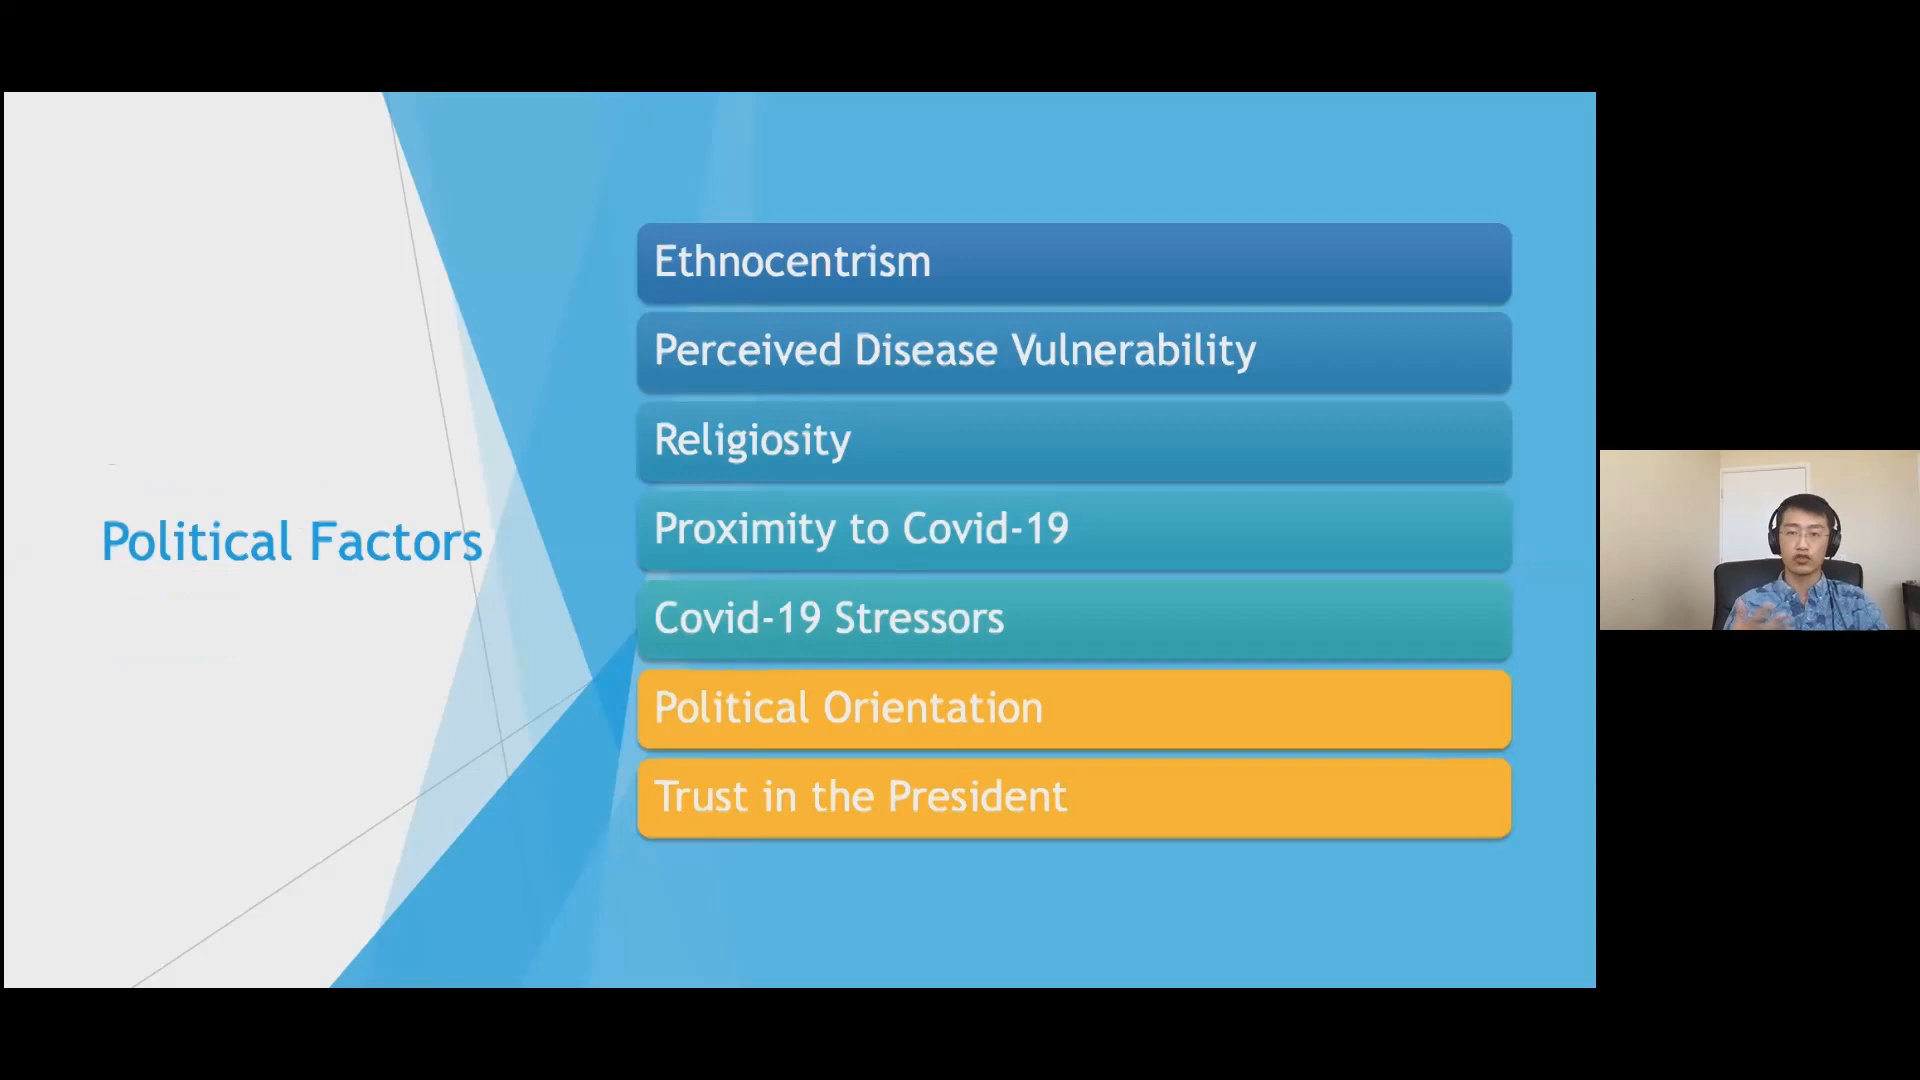 Political Factors
Ethnocentrism
Perceived Disease Vulnerability
Religiosity
Proximity to Covid-19
Covid-19 Stressors
Political Orientation
Trust in the President